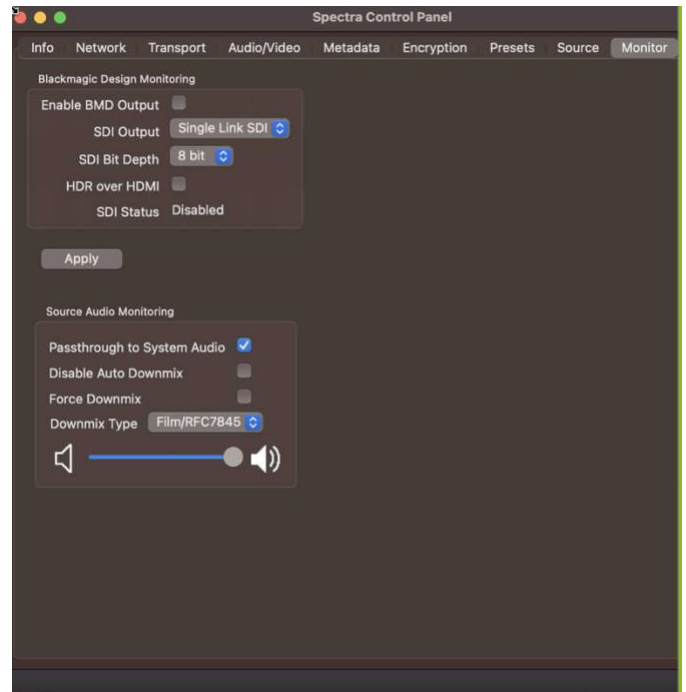 Spectra Control Panel
Info Network Transport Audio/Video Metadata Encryption Presets Source Monitor
Blackmagic Design Monitoring
Enable BMD Output
SDI Output Single Link SDI
SDI Bit Depth 8 bit
HDR over HDMI
SDI Status Disabled
Apply
Source Audio Monitoring
Passthrough to System Audio
Disable Auto Downmix
Force Downmix
Downmix Type Film/RFC7845